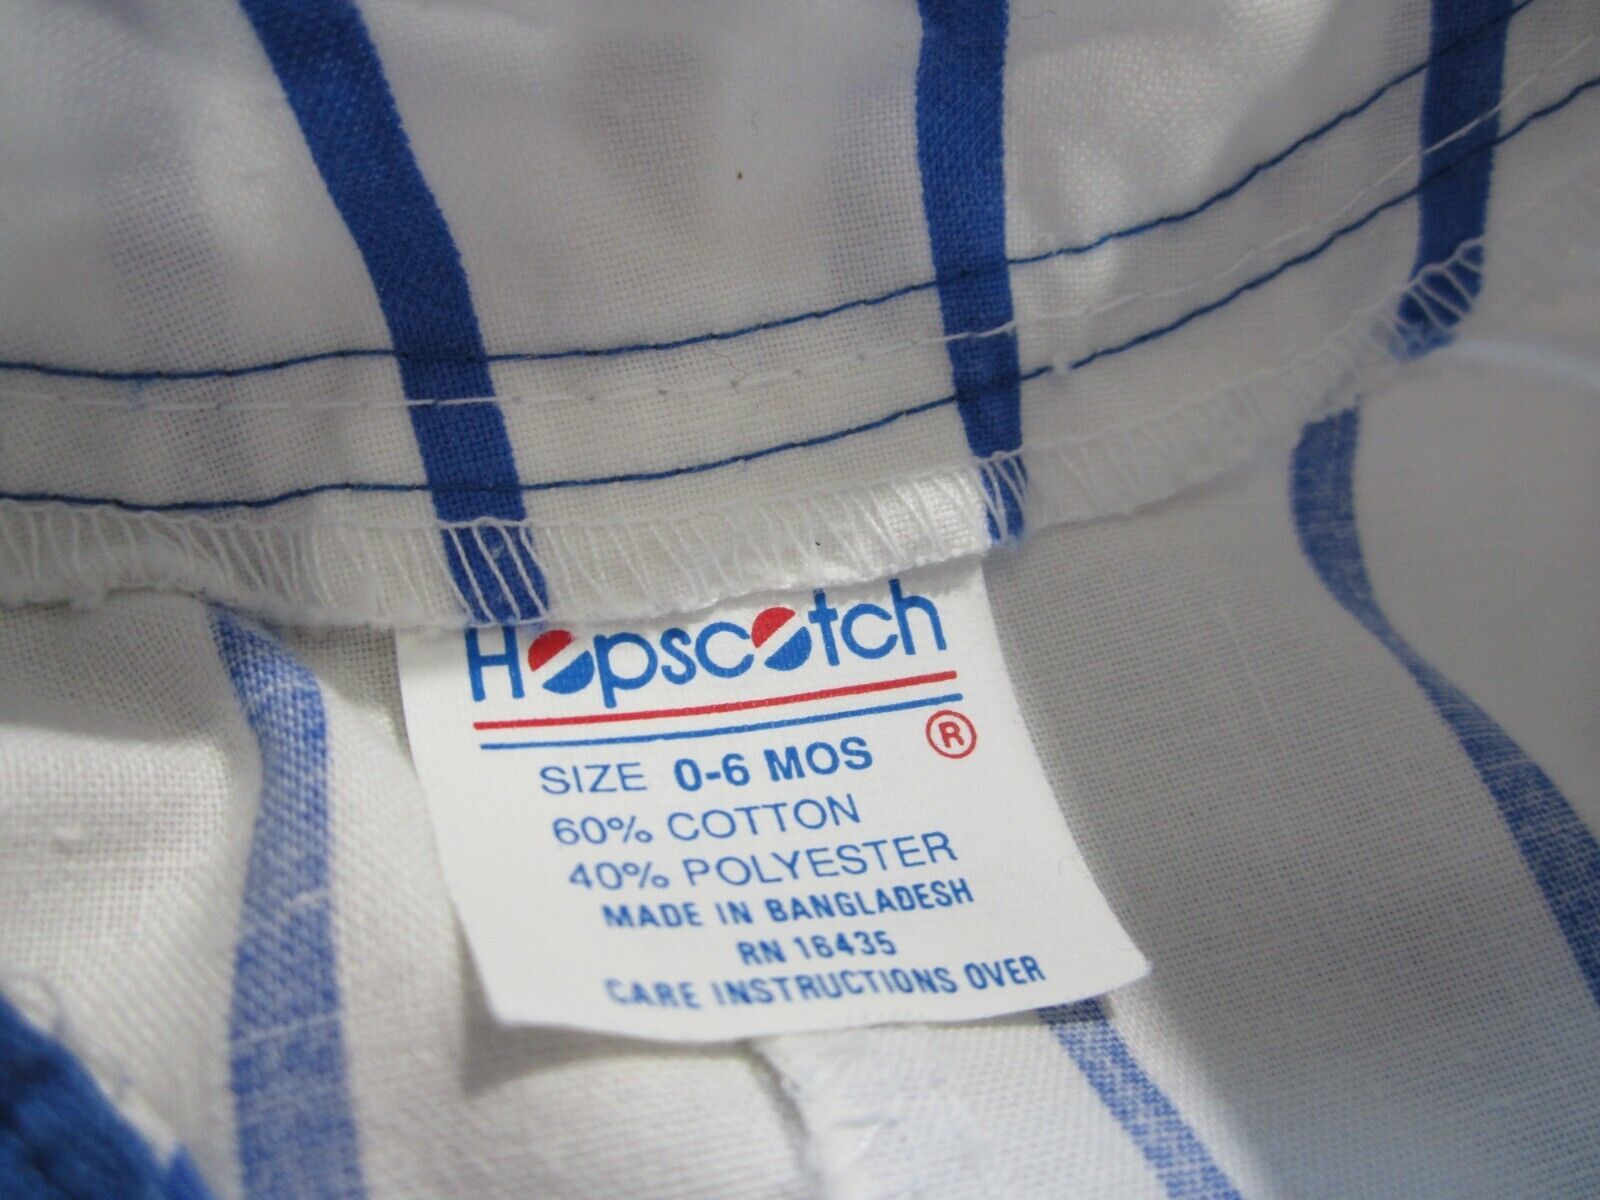 Hopscotch
®
SIZE 0-6 MOS
60% COTTON
40% POLYESTER
MADE IN BANGLADESH
RN 16435
CARE INSTRUCTIONS OVER